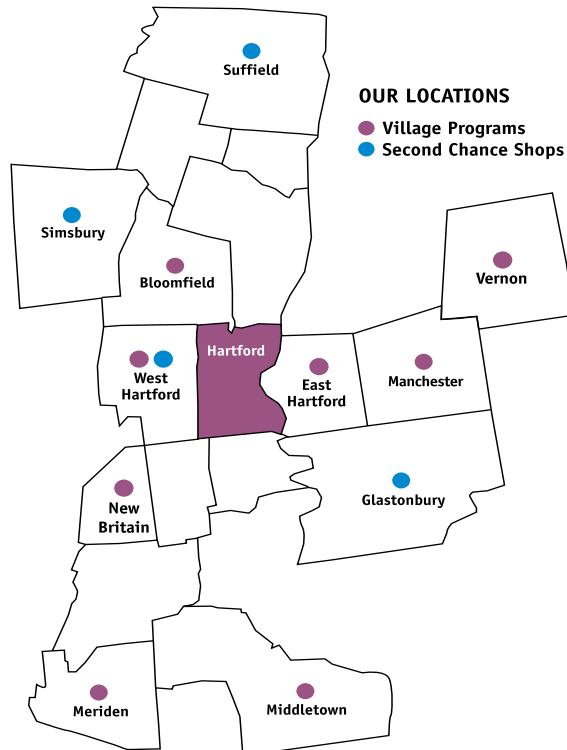 Suffield
OUR LOCATIONS
Village Programs
Second Chance Shops
Simsbury
Bloomfield
Vernon
Hartford
West
Hartford
East
Hartford
Manchester
Glastonbury
New
Britain
Meriden
Middletown